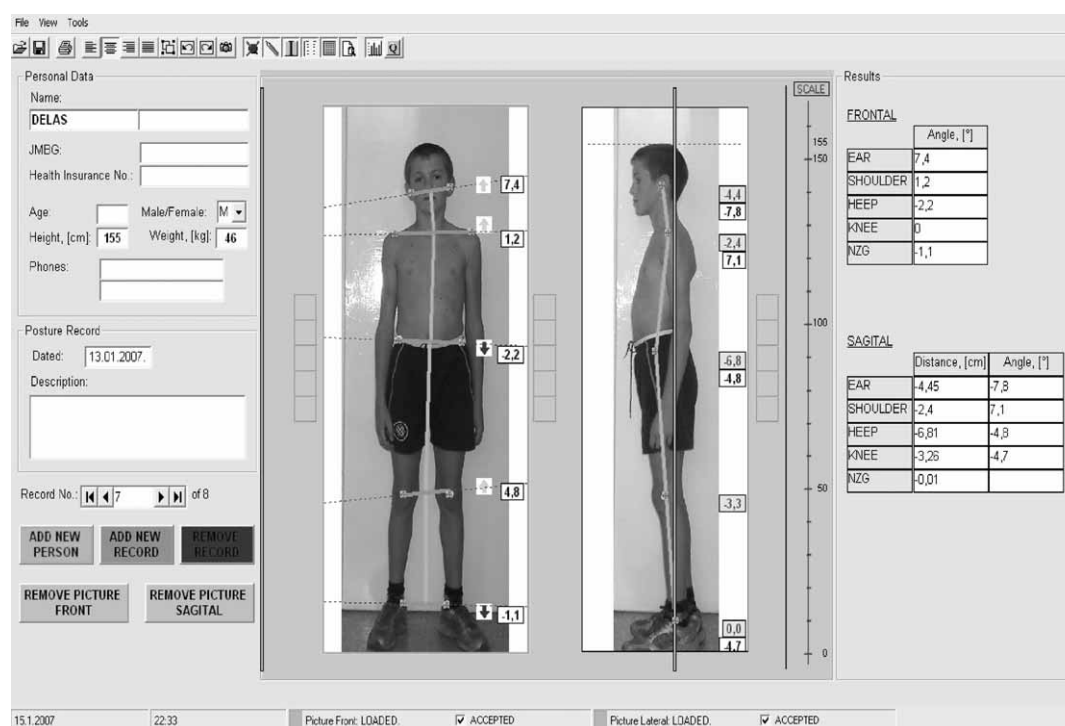 File View Tools
Personal Data
Name:
DELAS
JMBG:
Health Insurance No.:
Age: Male/Female: M
Height, [cm]: 155 Weight, [kg]: 46
Phones:
Posture Record
Dated: 13.01.2007.
Description:
Record No.: 7 of 8
ADD NEW PERSON
ADD NEW RECORD
REMOVE RECORD
REMOVE PICTURE FRONT
REMOVE PICTURE SAGITAL
7,4
1,2
-2,2
4,8
-1,1
-4,4
-7,8
-2,4
7,1
-6,8
-4,8
-3,3
0,0
-4,7
SCALE
155
150
100
50
0
Results
FRONTAL
Angle, [°]
EAR 7,4
SHOULDER 1,2
HEEP -2,2
KNEE 0
NZG -1,1
SAGITAL
Distance, [cm] Angle, [°]
EAR -4,45 -7,8
SHOULDER -2,4 7,1
HEEP -6,81 -4,8
KNEE -3,26 -4,7
NZG -0,01
15.1.2007 22:33 Picture Front: LOADED. ACCEPTED Picture Lateral: LOADED. ACCEPTED